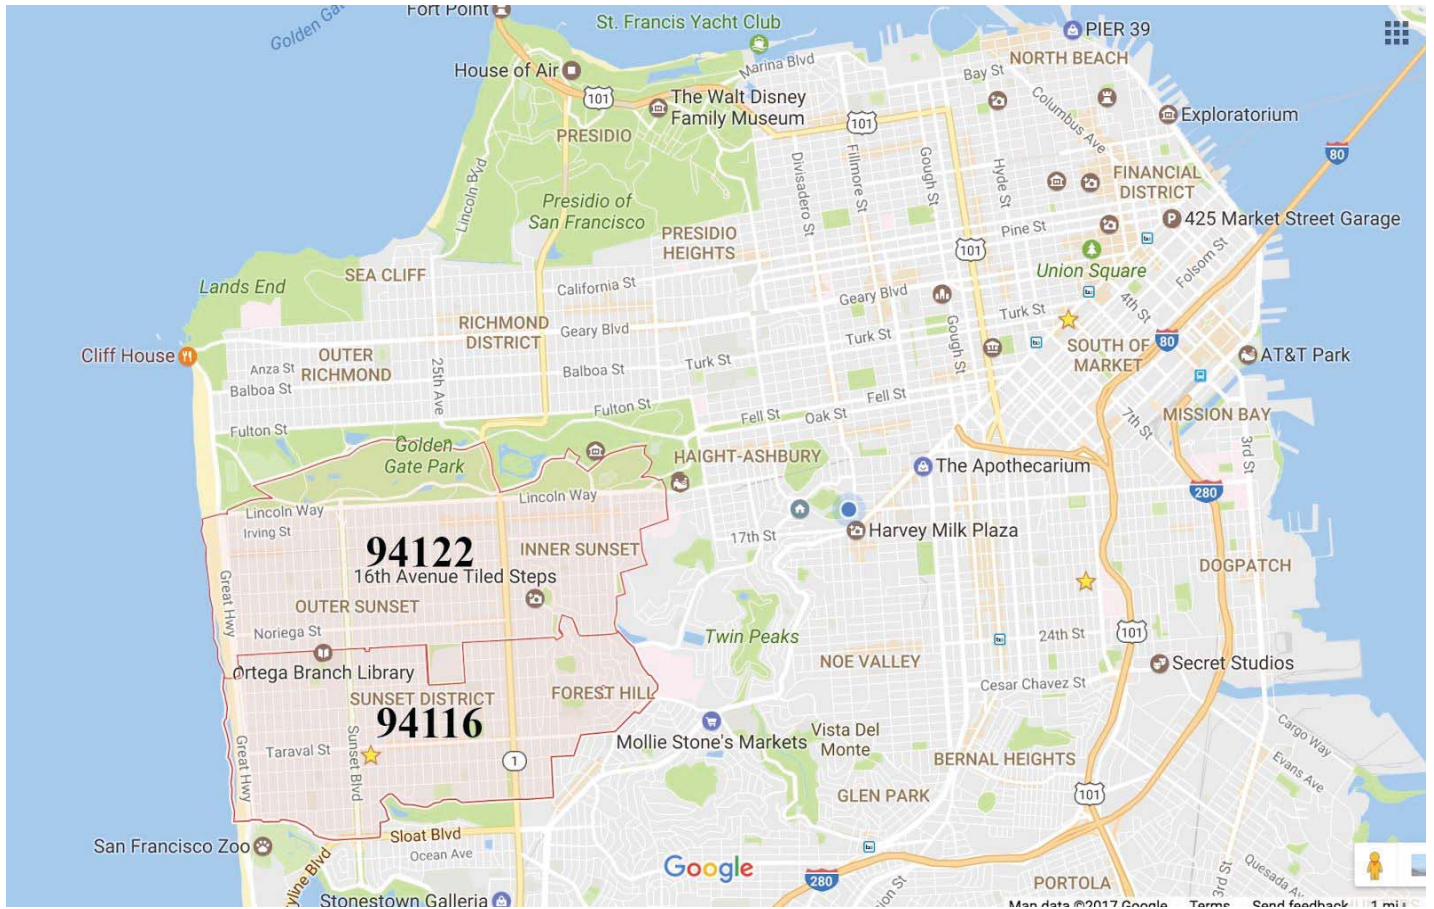 Fort Point
Golden Ga
St. Francis Yacht Club
PIER 39
House of Air
Marina Blvd
Bay St
NORTH BEACH
101
The Walt Disney
Family Museum
101
Columbus Ave
Exploratorium
PRESIDIO
80
Lincoln Blvd
Divisadero St
Fillmore St
Gough St
Hyde St
FINANCIAL
DISTRICT
Presidio of
San Francisco
PRESIDIO
HEIGHTS
Pine St
425 Market Street Garage
101
Folsom St
Union Square
SEA CLIFF
Lands End
California St
Geary Blvd
4th St
RICHMOND
DISTRICT
Geary Blvd
Turk St
Turk St
Gough St
SOUTH OF
MARKET
80
AT&T Park
Cliff House
OUTER
RICHMOND
Anza St
Balboa St
25th Ave
Balboa St
Turk St
Fulton St
Fulton St
Fell St
Oak St
Fell St
7th St
MISSION BAY
3rd St
Golden
Gate Park
HAIGHT-ASHBURY
The Apothecarium
Lincoln Way
Lincoln Way
Irving St
280
94122
INNER SUNSET
17th St
Harvey Milk Plaza
16th Avenue Tiled Steps
Great Hwy
OUTER SUNSET
DOGPATCH
Noriega St
Twin Peaks
24th St
101
Ortega Branch Library
NOE VALLEY
Secret Studios
SUNSET DISTRICT
FOREST HILL
Cesar Chavez St
94116
Mollie Stone's Markets
Vista Del
Monte
Cargo Way
Great Hwy
Taraval St
Sunset Blvd
1
BERNAL HEIGHTS
Evans Ave
GLEN PARK
101
San Francisco Zoo
Sloat Blvd
Ocean Ave
yline Blvd
Google
280
PORTOLA
3rd St
Quesada Av
Stonestown Galleria
ion St
Map data ©2017 Google
Terms
Send feedback
1 mi